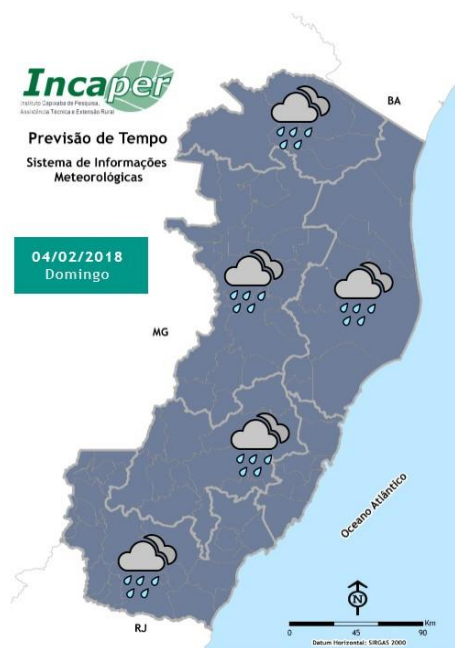 Incaper
Instituto Capixaba de Pesquisa,
Assistência Técnica e Extensão Rural
Previsão de Tempo
Sistema de Informações
Meteorológicas
04/02/2018
Domingo
BA
MG
Oceano Atlântico
RJ
N
Km
0 45 90
Datum Horizontal: SIRGAS 2000